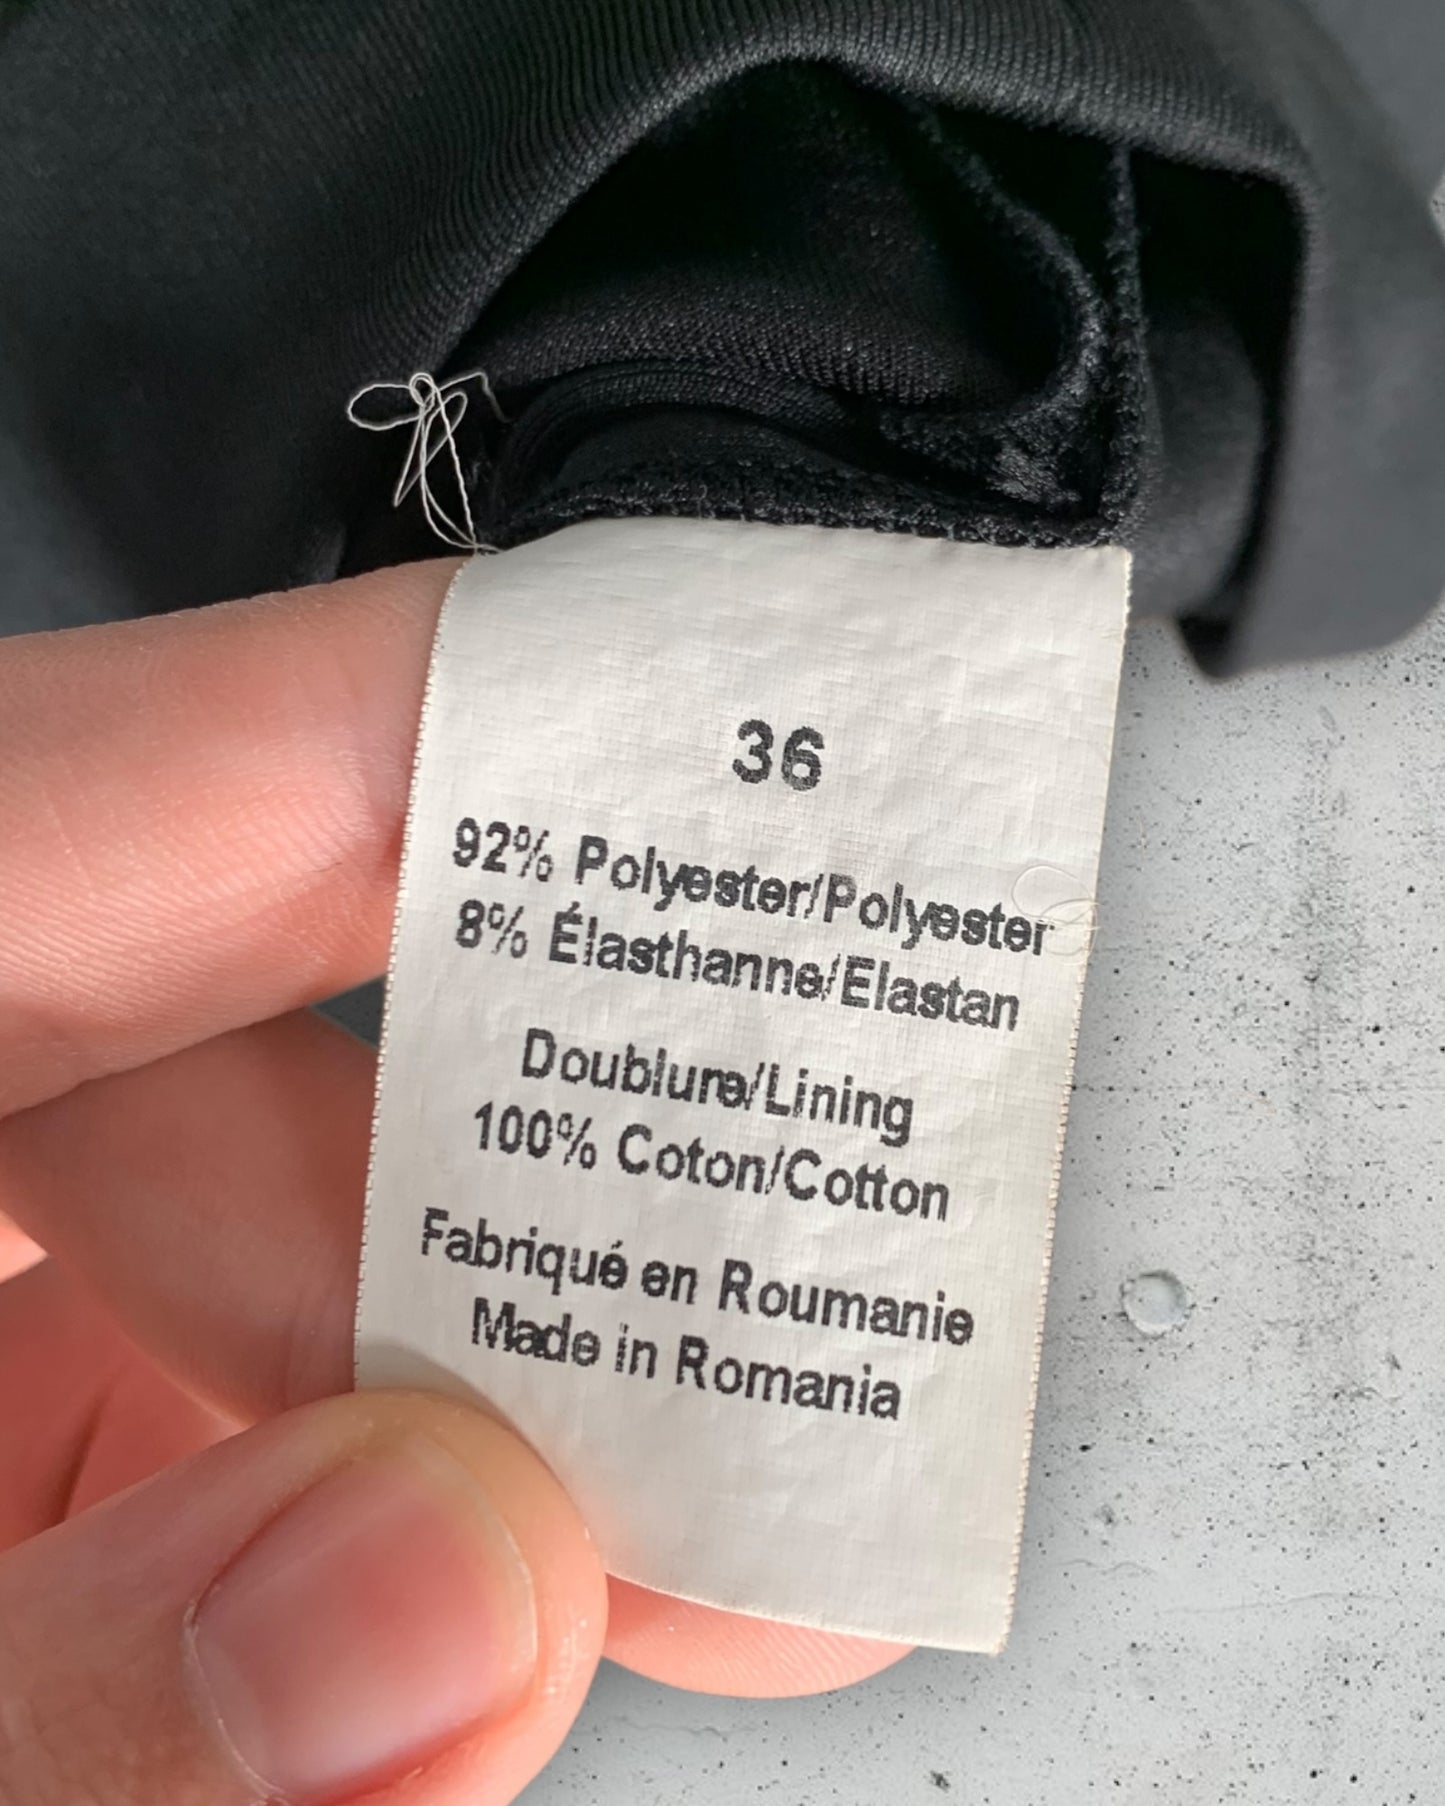 36
92% Polyester/Polyester
8% Élasthanne/Elastan
Doublure/Lining
100% Coton/Cotton
Fabriqué en Roumanie
Made in Romania